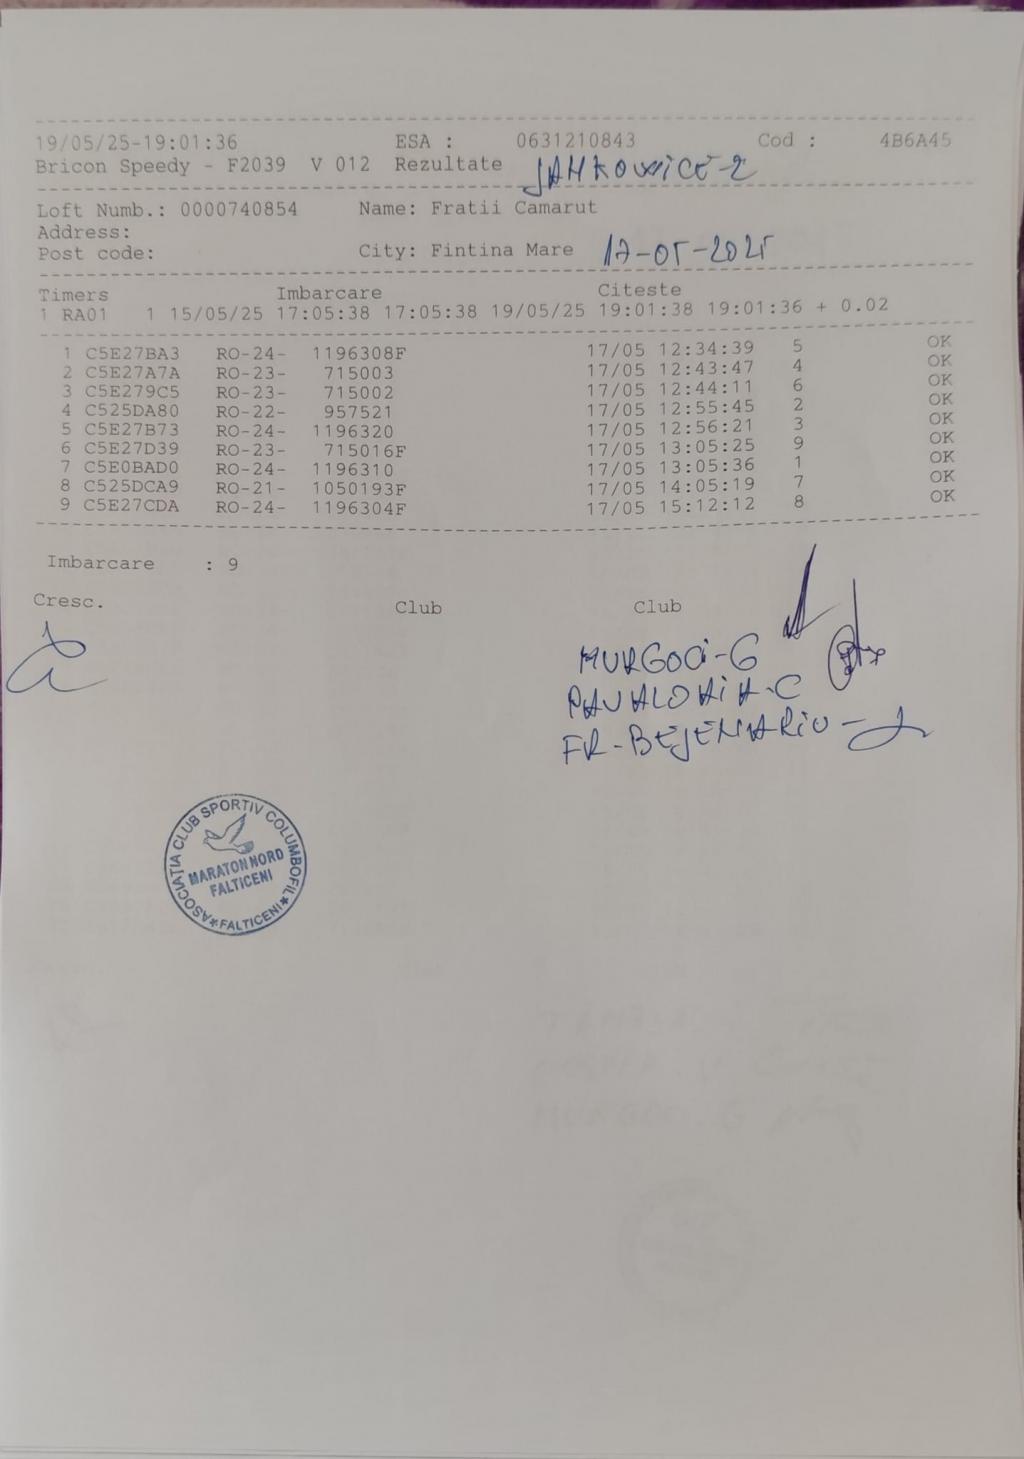 19/05/25-19:01:36 ESA : 0631210843 Cod : 4B6A45
Bricon Speedy - F2039 V 012 Rezultate JANKOWICE-2
Loft Numb.: 0000740854 Name: Fratii Camarut
Address:
Post code: City: Fintina Mare 17-05-2025
Timers Imbarcare Citeste
1 RA01 1 15/05/25 17:05:38 17:05:38 19/05/25 19:01:38 19:01:36 + 0.02
1 C5E27BA3 RO-24- 1196308F 17/05 12:34:39 5 OK
2 C5E27A7A RO-23- 715003 17/05 12:43:47 4 OK
3 C5E279C5 RO-23- 715002 17/05 12:44:11 6 OK
4 C525DA80 RO-22- 957521 17/05 12:55:45 2 OK
5 C5E27B73 RO-24- 1196320 17/05 12:56:21 3 OK
6 C5E27D39 RO-23- 715016F 17/05 13:05:25 9 OK
7 C5E0BAD0 RO-24- 1196310 17/05 13:05:36 1 OK
8 C525DCA9 RO-21- 1050193F 17/05 14:05:19 7 OK
9 C5E27CDA RO-24- 1196304F 17/05 15:12:12 8 OK
Imbarcare : 9
Cresc. Club Club
MURGOCi-G
PAVALOAIA-C
FR-BEJENARIU-
ASOCIATIA CLUB SPORTIV COLUMBOFIL
MARATON NORD
FALTICENI
*FALTICENI*